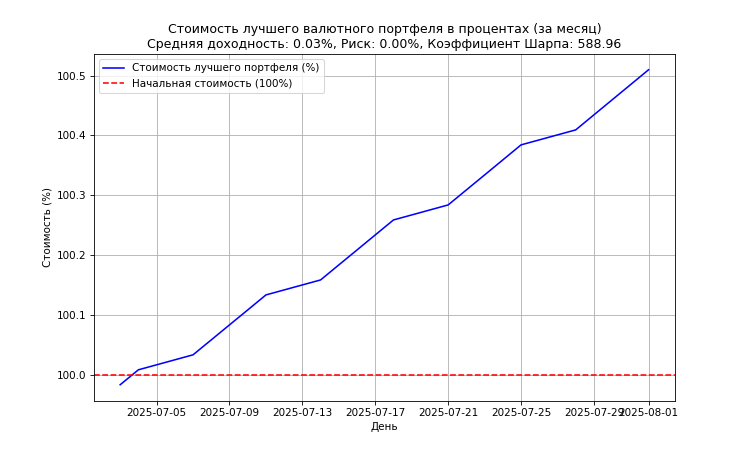 Стоимость лучшего валютного портфеля в процентах (за месяц)
Средняя доходность: 0.03%, Риск: 0.00%, Коэффициент Шарпа: 588.96
Стоимость лучшего портфеля (%)
Начальная стоимость (100%)
Стоимость (%)
100.5
100.4
100.3
100.2
100.1
100.0
2025-07-05 2025-07-09 2025-07-13 2025-07-17 2025-07-21 2025-07-25 2025-07-29 2025-08-01
День